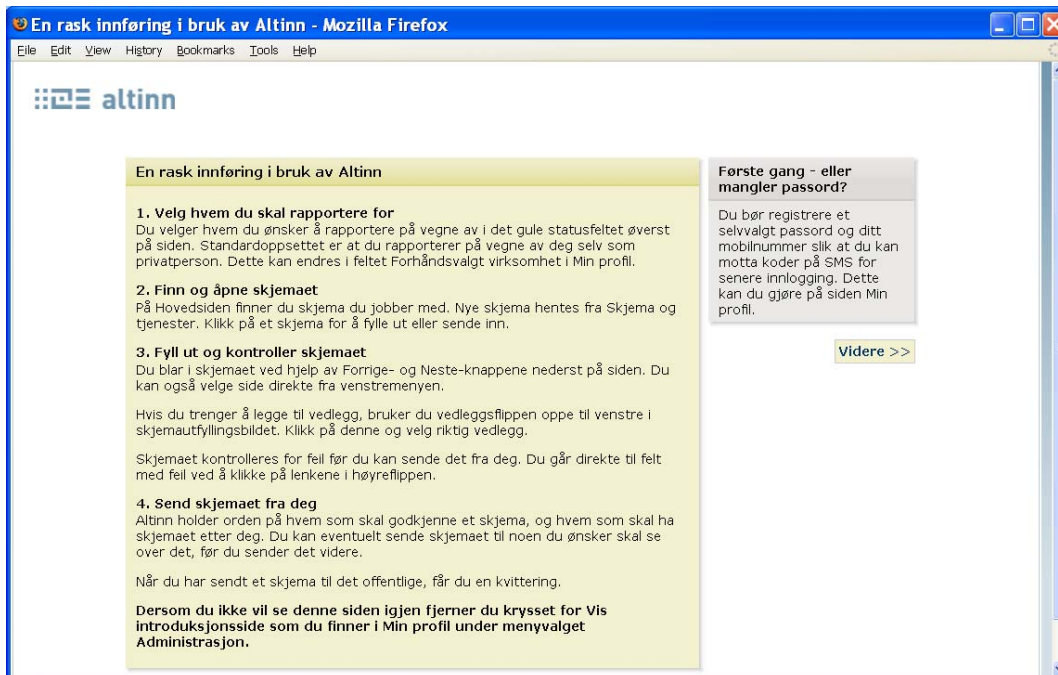 En rask innføring i bruk av Altinn - Mozilla Firefox
File Edit View History Bookmarks Tools Help
altinn
En rask innføring i bruk av Altinn
1. Velg hvem du skal rapportere for
Du velger hvem du ønsker å rapportere på vegne av i det gule statusfeltet øverst
på siden. Standardoppsettet er at du rapporterer på vegne av deg selv som
privatperson. Dette kan endres i feltet Forhåndsvalgt virksomhet i Min profil.
2. Finn og åpne skjemaet
På Hovedsiden finner du skjema du jobber med. Nye skjema hentes fra Skjema og
tjenester. Klikk på et skjema for å fylle ut eller sende inn.
3. Fyll ut og kontroller skjemaet
Du blar i skjemaet ved hjelp av Forrige- og Neste-knappene nederst på siden. Du
kan også velge side direkte fra venstremenyen.
Hvis du trenger å legge til vedlegg, bruker du vedleggsflippen oppe til venstre i
skjemautfyllingsbildet. Klikk på denne og velg riktig vedlegg.
Skjemaet kontrolleres for feil før du kan sende det fra deg. Du går direkte til felt
med feil ved å klikke på lenkene i høyreflippen.
4. Send skjemaet fra deg
Altinn holder orden på hvem som skal godkjenne et skjema, og hvem som skal ha
skjemaet etter deg. Du kan eventuelt sende skjemaet til noen du ønsker skal se
over det, før du sender det videre.
Når du har sendt et skjema til det offentlige, får du en kvittering.
Dersom du ikke vil se denne siden igjen fjerner du krysset for Vis
introduksjonsside som du finner i Min profil under menyvalget
Administrasjon.
Første gang - eller
mangler passord?
Du bør registrere et
selvvalgt passord og ditt
mobilnummer slik at du kan
motta koder på SMS for
senere innlogging. Dette
kan du gjøre på siden Min
profil.
Videre >>